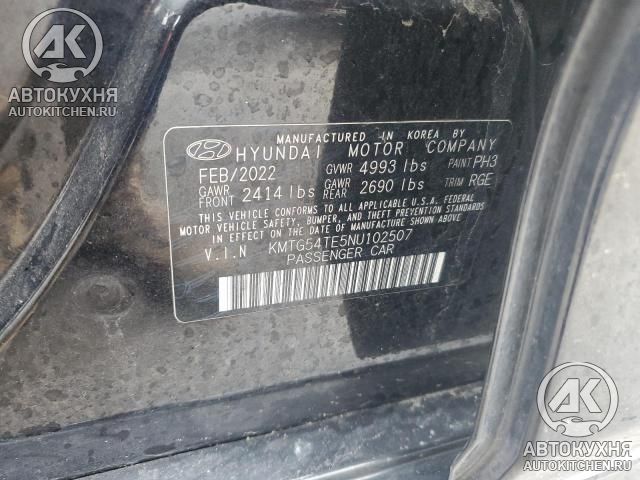 AK
АВТОКУХНЯ
AUTOKITCHEN.RU
MANUFACTURED IN KOREA BY
HYUNDAI MOTOR COMPANY
FEB/2022 GVWR 4993 lbs PAINT PH3
GAWR FRONT 2414 lbs GAWR REAR 2690 lbs TRIM RGE
THIS VEHICLE CONFORMS TO ALL APPLICABLE U.S.A. FEDERAL
MOTOR VEHICLE SAFETY, BUMPER, AND THEFT PREVENTION STANDARDS
IN EFFECT ON THE DATE OF MANUFACTURE SHOWN ABOVE.
V.I.N KMTG54TE5NU102507
PASSENGER CAR
AK
АВТОКУХНЯ
AUTOKITCHEN.RU